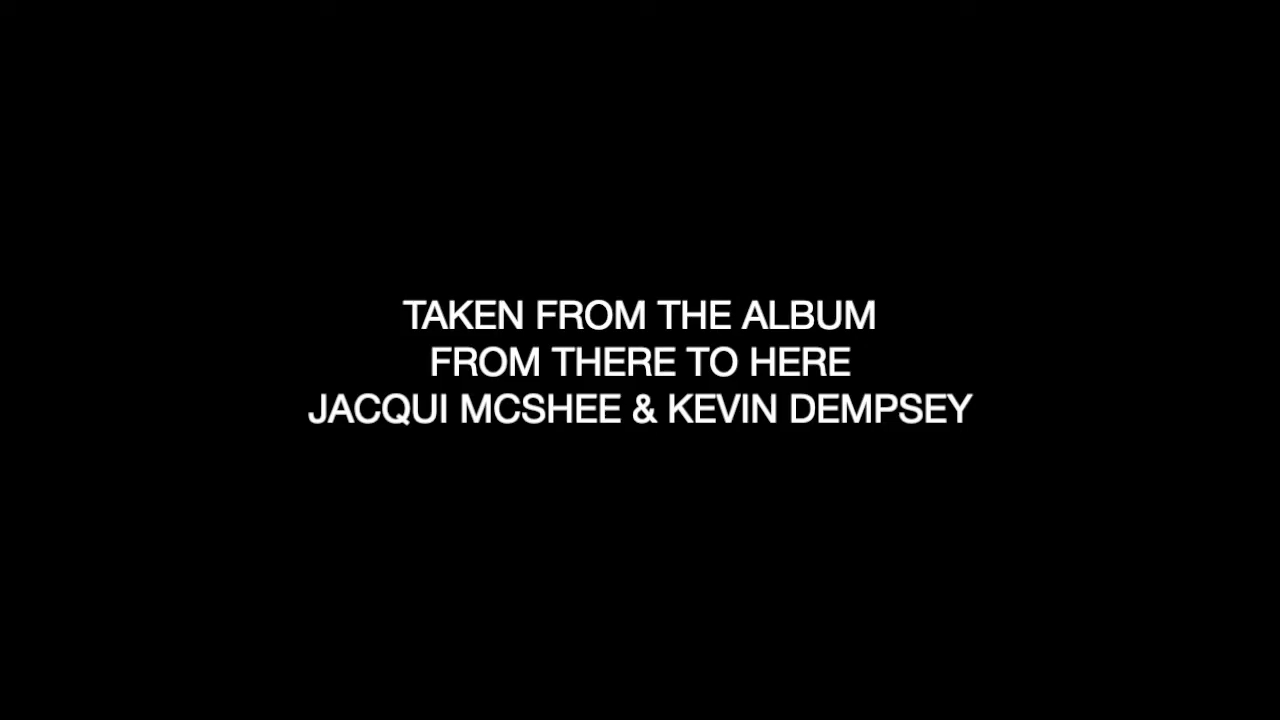 TAKEN FROM THE ALBUM
FROM THERE TO HERE
JACQUI MCSHEE & KEVIN DEMPSEY